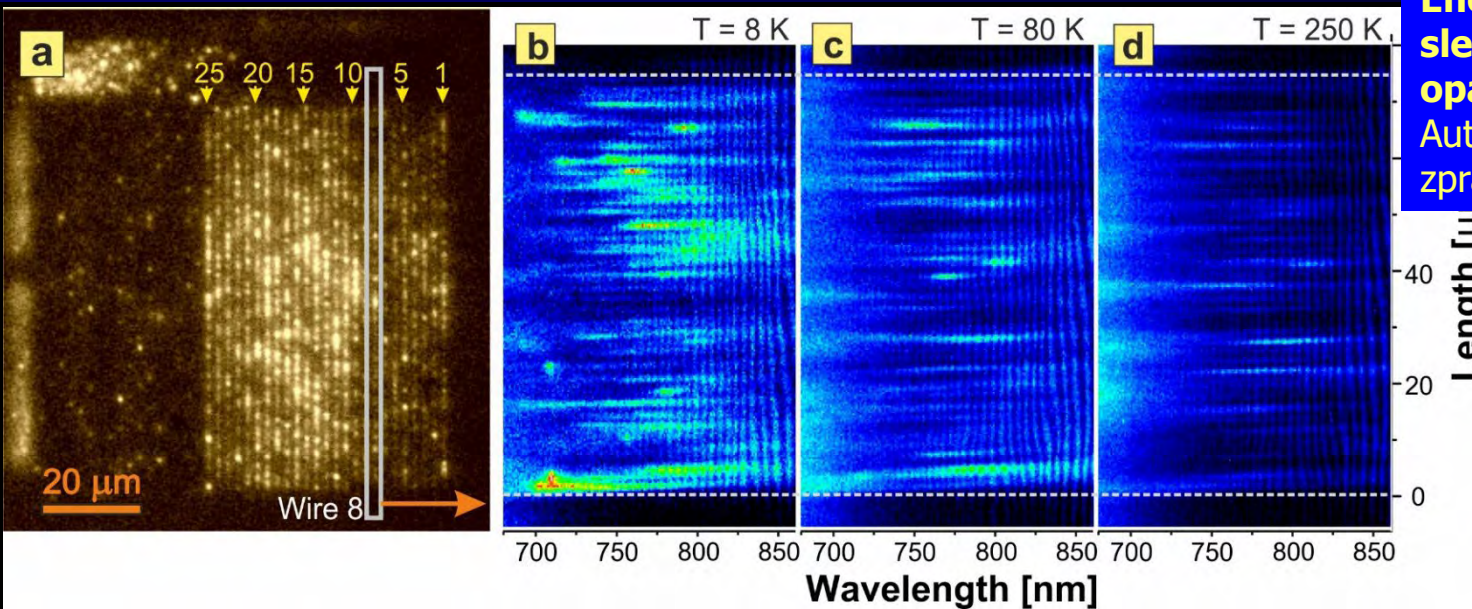 a
25 20 15 10 5 1
20 μm
Wire 8
b
T = 8 K
c
T = 80 K
d
T = 250 K
40
20
0
700 750 800 850
700 750 800 850
700 750 800 850
Wavelength [nm]
Length